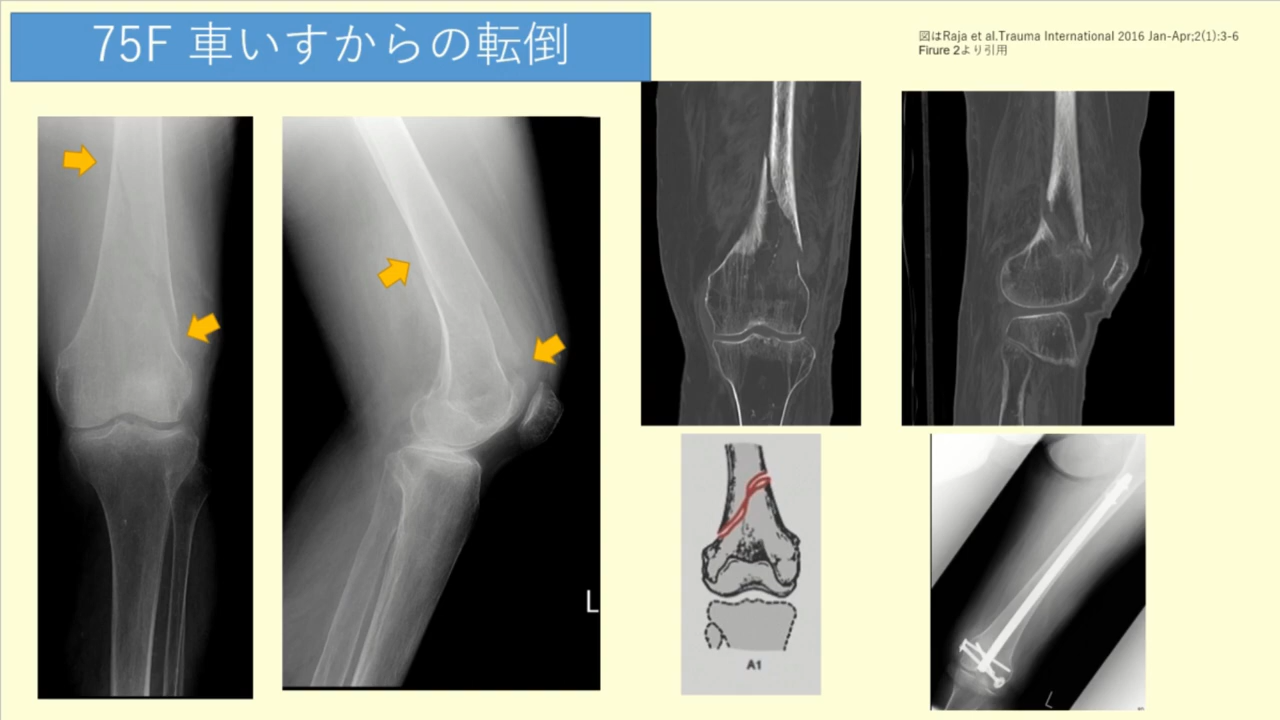 75F 車いすからの転倒
図はRaja et al.Trauma International 2016 Jan-Apr;2(1):3-6
Firure 2より引用
L
A1
L